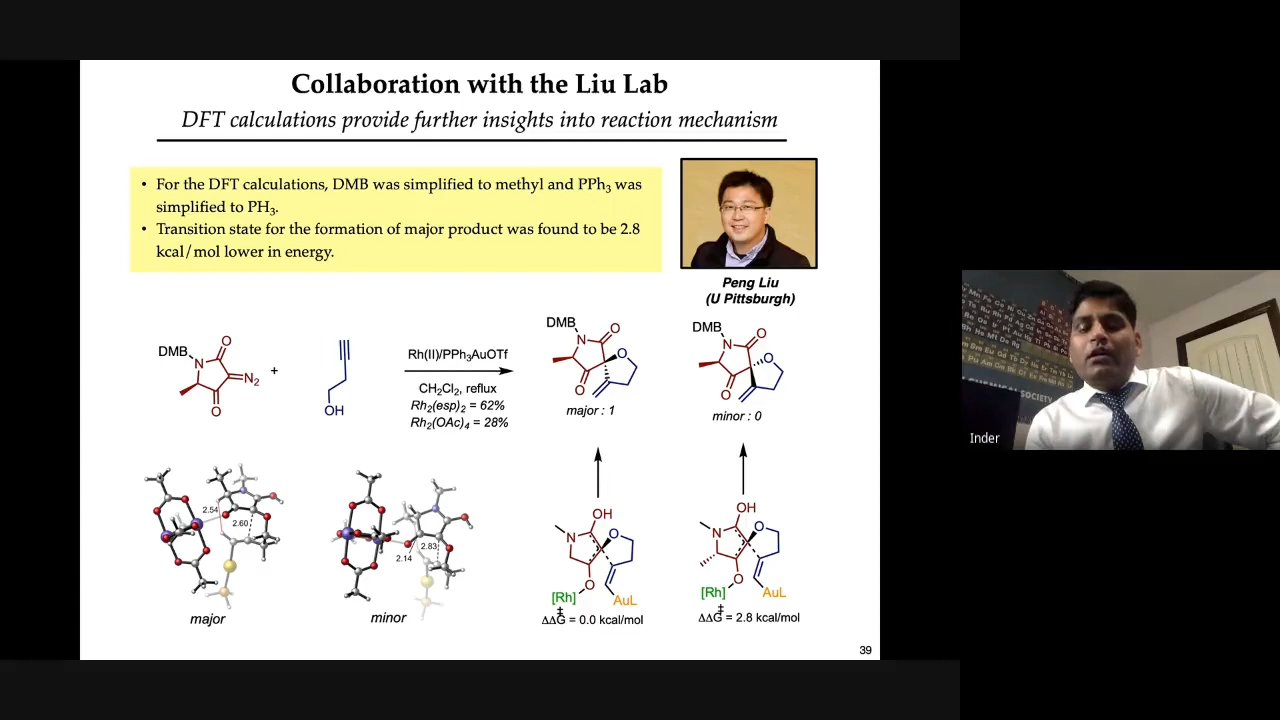 Collaboration with the Liu Lab
DFT calculations provide further insights into reaction mechanism
• For the DFT calculations, DMB was simplified to methyl and PPh3 was
simplified to PH3.
• Transition state for the formation of major product was found to be 2.8
kcal/mol lower in energy.
Peng Liu
(U Pittsburgh)
DMB
N
O
N2
O
+
OH
Rh(II)/PPh3AuOTf
CH2Cl2, reflux
Rh2(esp)2 = 62%
Rh2(OAc)4 = 28%
DMB
N
O
O
O
major : 1
DMB
N
O
O
O
minor : 0
2.54
2.60
major
2.14
2.83
minor
OH
N
O
O
[Rh]
AuL
ΔΔG‡ = 0.0 kcal/mol
OH
N
O
O
[Rh]
AuL
ΔΔG‡ = 2.8 kcal/mol
39
Inder
CHEMICAL SOCIETY